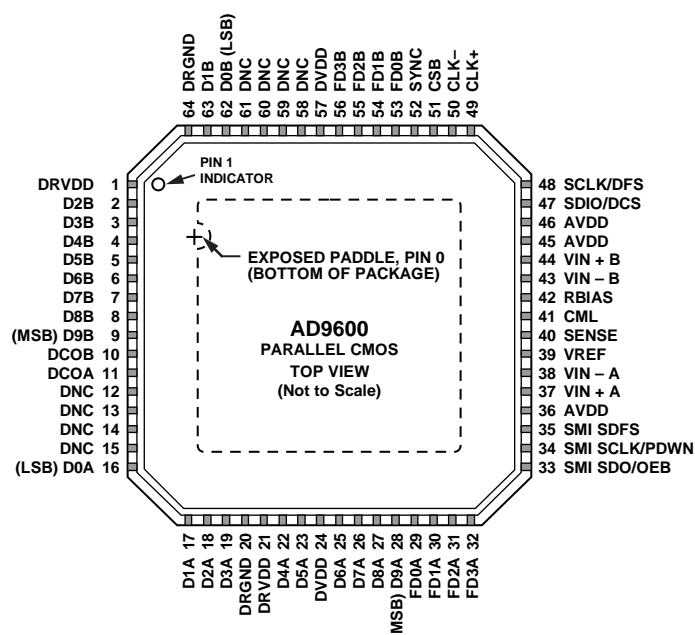 64 DRGND
63 D1B
62 D0B (LSB)
61 DNC
60 DNC
59 DNC
58 DNC
57 DVDD
56 FD3B
55 FD2B
54 FD1B
53 FD0B
52 SYNC
51 CSB
50 CLK–
49 CLK+
PIN 1
INDICATOR
DRVDD 1
D2B 2
D3B 3
D4B 4
D5B 5
D6B 6
D7B 7
D8B 8
(MSB) D9B 9
DCOB 10
DCOA 11
DNC 12
DNC 13
DNC 14
DNC 15
(LSB) D0A 16
EXPOSED PADDLE, PIN 0
(BOTTOM OF PACKAGE)
AD9600
PARALLEL CMOS
TOP VIEW
(Not to Scale)
48 SCLK/DFS
47 SDIO/DCS
46 AVDD
45 AVDD
44 VIN + B
43 VIN – B
42 RBIAS
41 CML
40 SENSE
39 VREF
38 VIN – A
37 VIN + A
36 AVDD
35 SMI SDFS
34 SMI SCLK/PDWN
33 SMI SDO/OEB
D1A 17
D2A 18
D3A 19
DRGND 20
DRVDD 21
D4A 22
D5A 23
DVDD 24
D6A 25
D7A 26
D8A 27
MSB) D9A 28
FD0A 29
FD1A 30
FD2A 31
FD3A 32